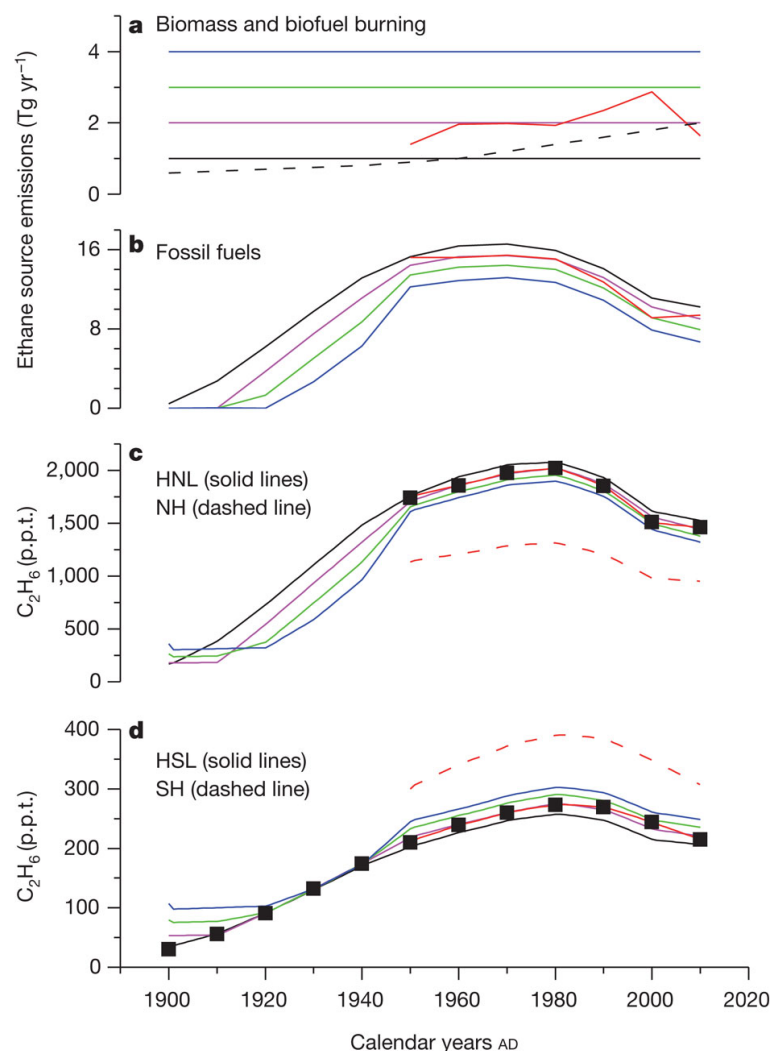 a Biomass and biofuel burning
4
2
0
Ethane source emissions (Tg yr⁻¹)
b Fossil fuels
16
8
0
c
HNL (solid lines)
NH (dashed line)
2,000
1,500
1,000
500
0
C₂H₆ (p.p.t.)
d
HSL (solid lines)
SH (dashed line)
400
300
200
100
0
C₂H₆ (p.p.t.)
1900 1920 1940 1960 1980 2000 2020
Calendar years AD